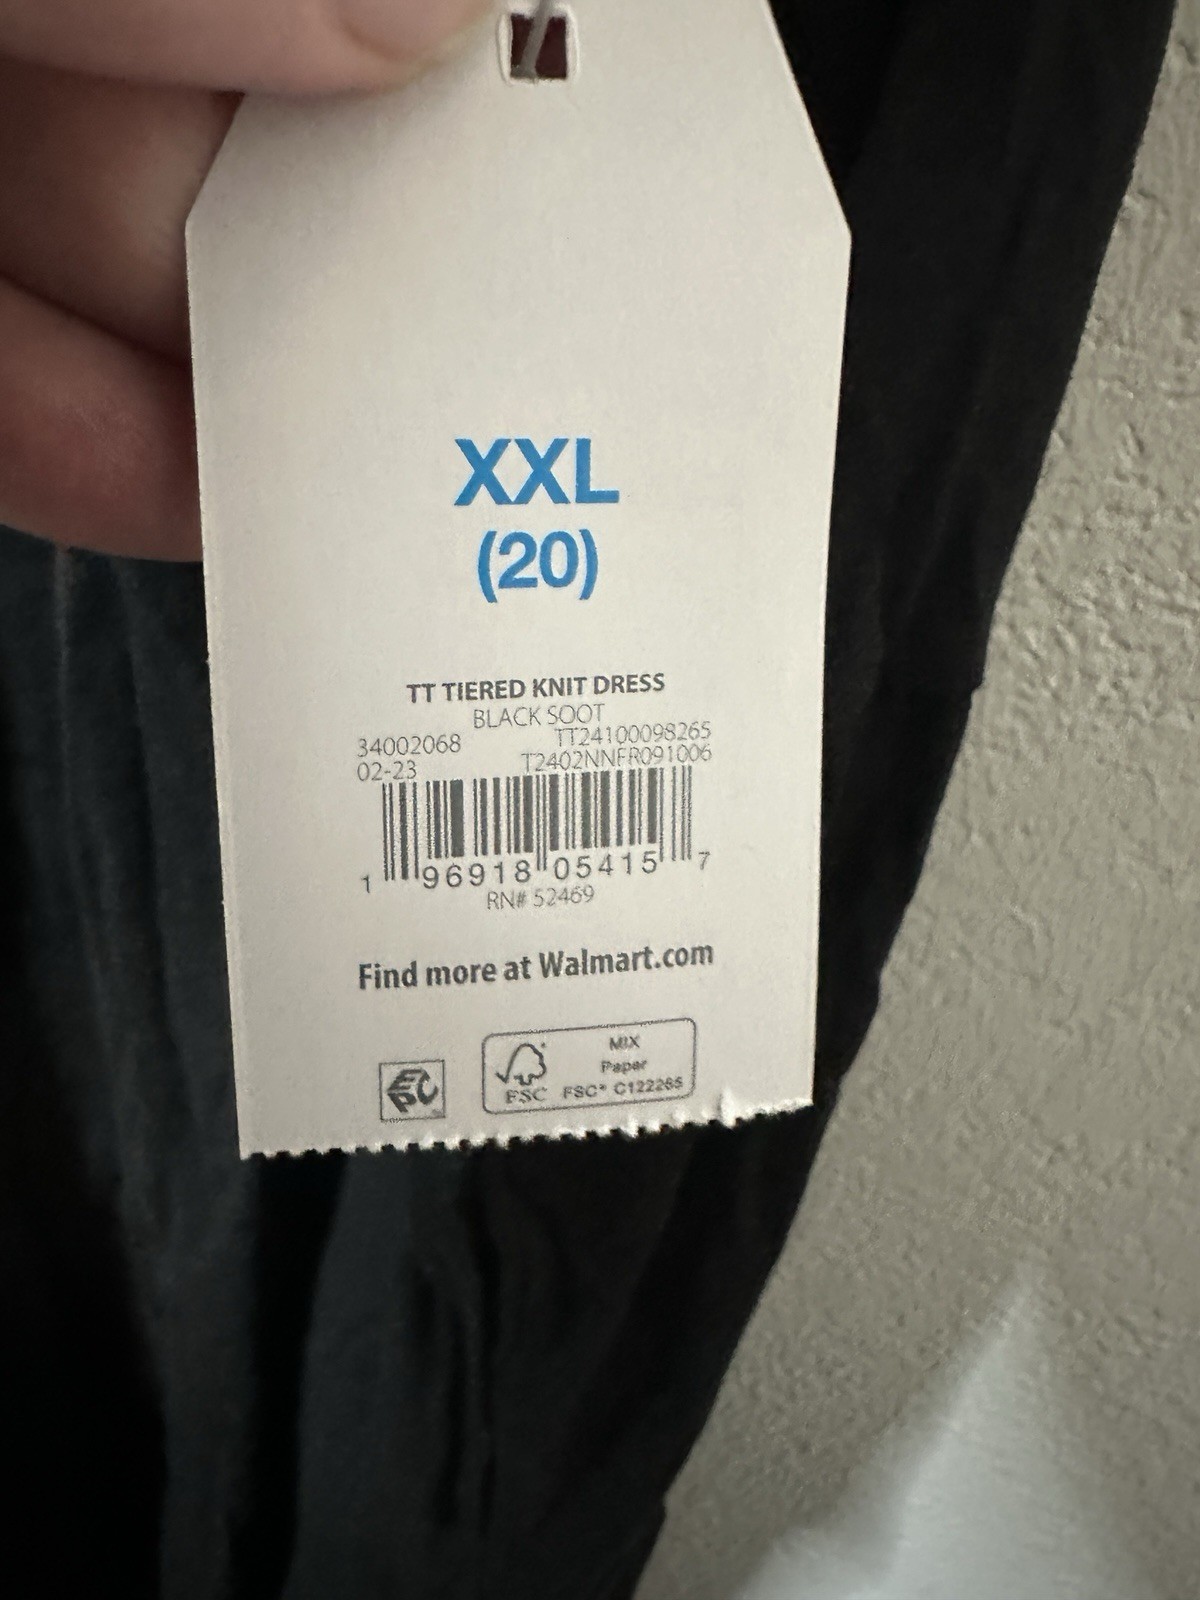 XXL
(20)
TT TIERED KNIT DRESS
BLACK SOOT
34002068 TT24100098265
02-23 T2402NNFR091006
1 96918 05415 7
RN# 52469
Find more at Walmart.com
EPC
FSC
MIX
Paper
FSC® C122265